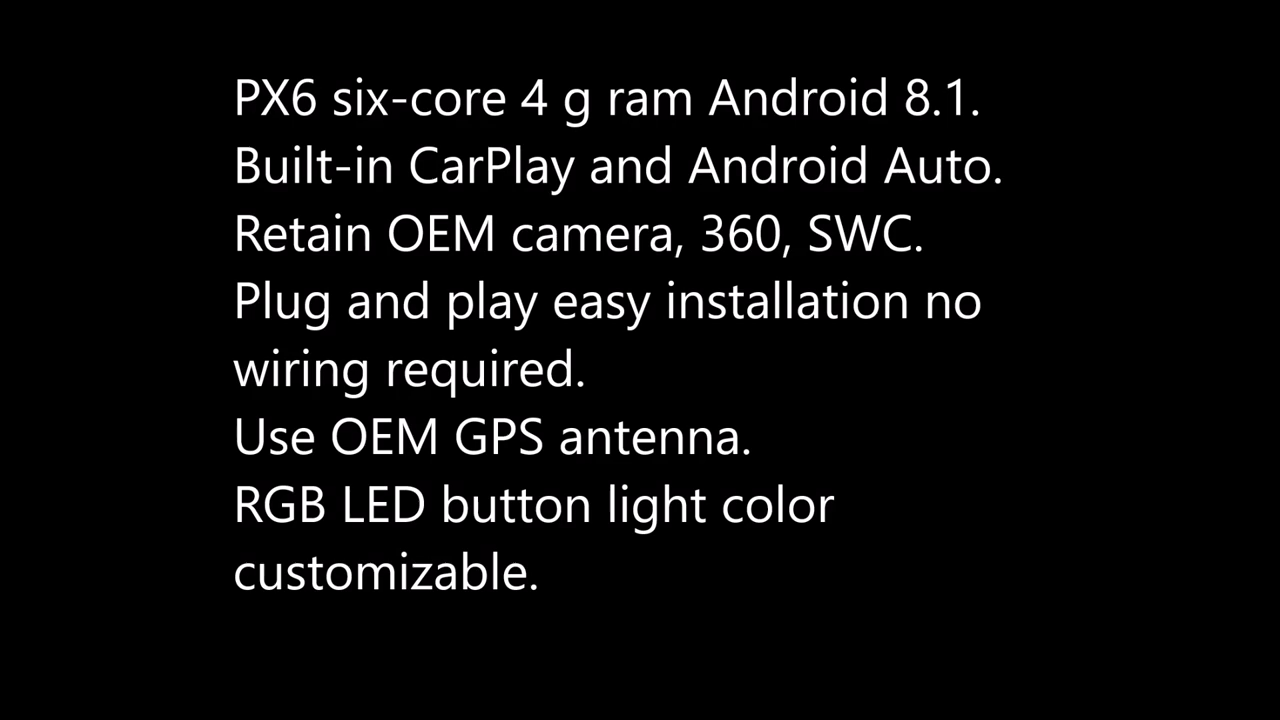 PX6 six-core 4 g ram Android 8.1.
Built-in CarPlay and Android Auto.
Retain OEM camera, 360, SWC.
Plug and play easy installation no
wiring required.
Use OEM GPS antenna.
RGB LED button light color
customizable.